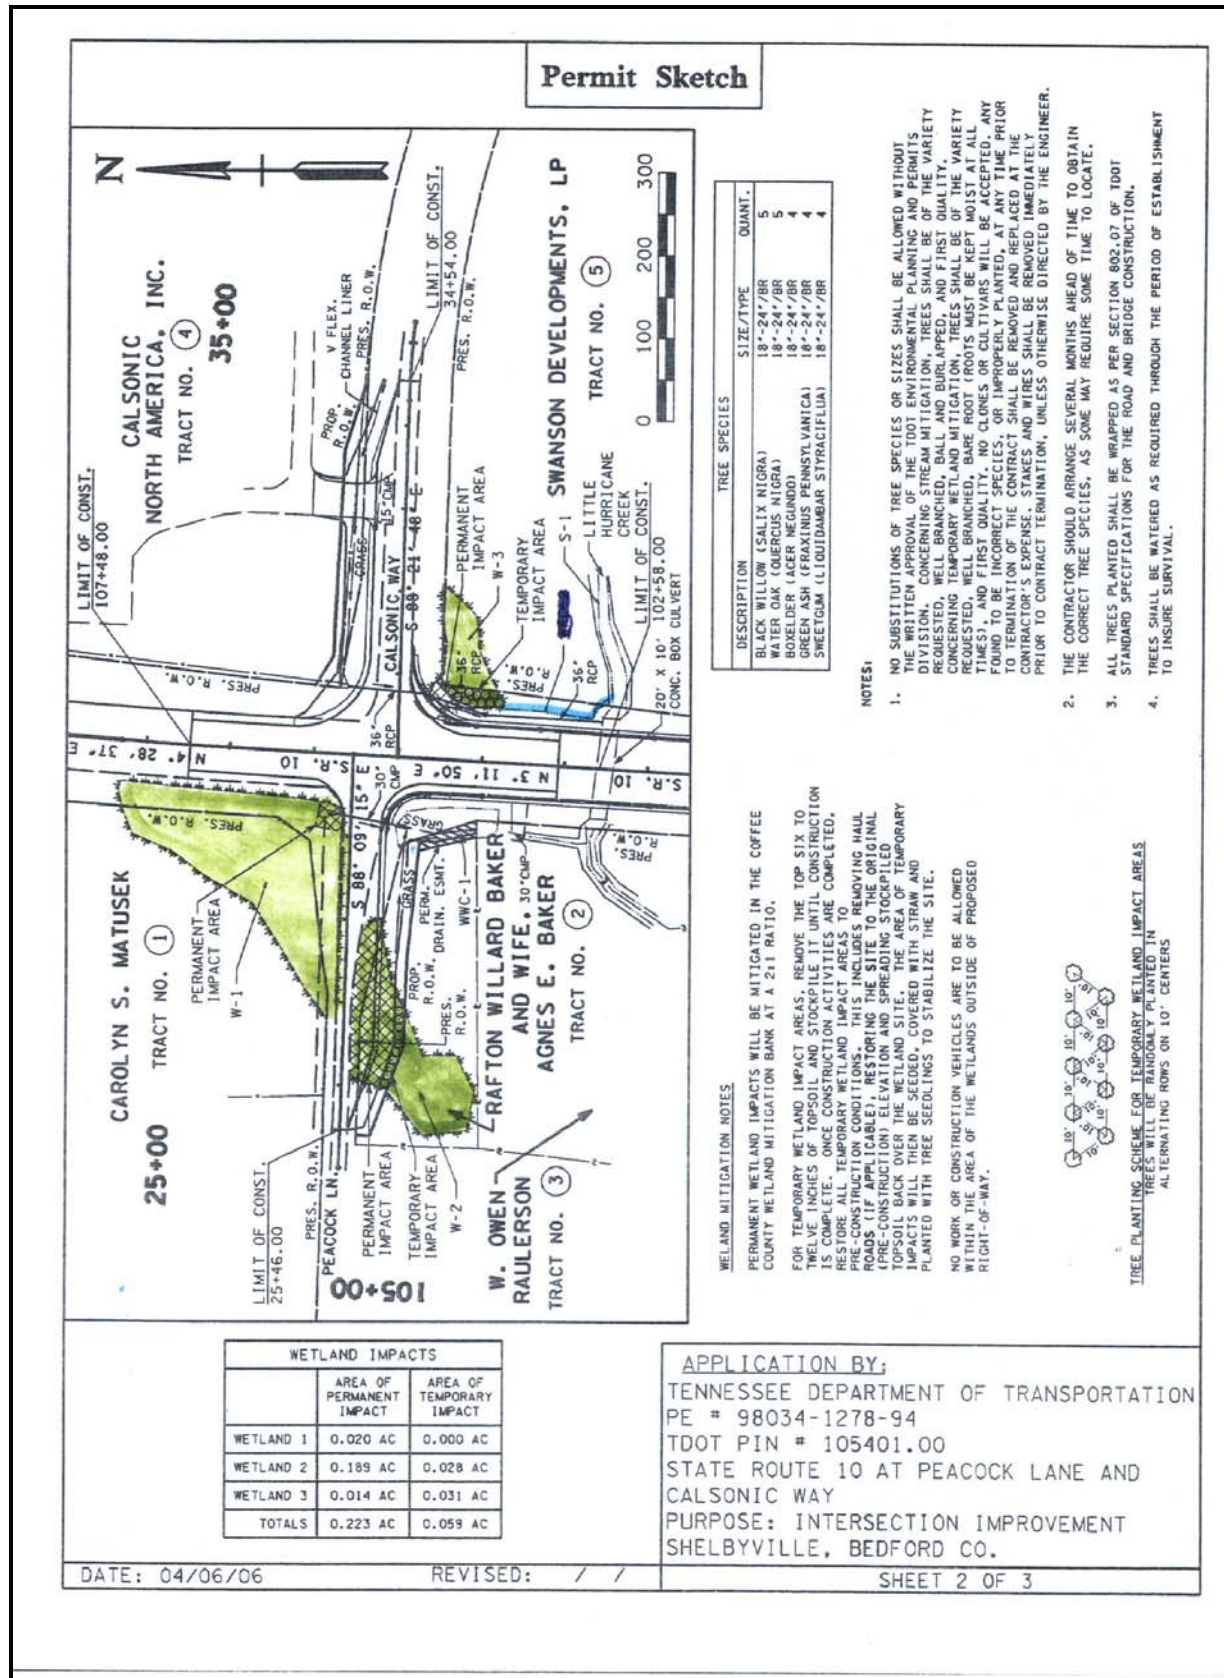 Permit Sketch
N
CAROLYN S. MATUSEK
TRACT NO. 1
25+00
CALSONIC
NORTH AMERICA, INC.
TRACT NO. 4
35+00
LIMIT OF CONST.
107+48.00
LIMIT OF CONST.
25+46.00
PERMANENT
IMPACT AREA
W-1
PRES. R.O.W.
PRES. R.O.W.
PRES. R.O.W.
PEACOCK LN.
S 88° 09' 15" E
N 4° 28' 37" E
S.R. 10
N 3° 11' 50" E
S.R. 10
30" CMP
36" RCP
CALSONIC WAY
S 88° 21' 48" E
GRASS
15"CMP
PROP.
R.O.W.
V FLEX.
CHANNEL LINER
PRES. R.O.W.
LIMIT OF CONST.
34+54.00
PRES. R.O.W.
PERMANENT
IMPACT AREA
W-3
36"
RCP
TEMPORARY
IMPACT AREA
PRES.
R.O.W.
S-1
36"
RCP
LITTLE
HURRICANE
CREEK
LIMIT OF CONST.
102+58.00
20' X 10'
CONC. BOX CULVERT
SWANSON DEVELOPMENTS, LP
TRACT NO. 5
0 100 200 300
GRASS
GRASS
PERM.
DRAIN. ESMT.
WWC-1
PROP.
R.O.W.
PRES.
R.O.W.
30"CMP
PRES.
R.O.W.
PERMANENT
IMPACT AREA
TEMPORARY
IMPACT AREA
W-2
105+00
RAFTON WILLARD BAKER
AND WIFE,
AGNES E. BAKER
TRACT NO. 2
W. OWEN
RAULERSON
TRACT NO. 3
TREE SPECIES
DESCRIPTION SIZE/TYPE QUANT.
BLACK WILLOW (SALIX NIGRA) 18"-24"/BR 5
WATER OAK (QUERCUS NIGRA) 18"-24"/BR 5
BOXELDER (ACER NEGUNDO) 18"-24"/BR 4
GREEN ASH (FRAXINUS PENNSYLVANICA) 18"-24"/BR 4
SWEETGUM (LIQUIDAMBAR STYRACIFLUA) 18"-24"/BR 4
NOTES:
1. NO SUBSTITUTIONS OF TREE SPECIES OR SIZES SHALL BE ALLOWED WITHOUT
THE WRITTEN APPROVAL OF THE TDOT ENVIRONMENTAL PLANNING AND PERMITS
DIVISION. CONCERNING STREAM MITIGATION, TREES SHALL BE OF THE VARIETY
REQUESTED, WELL BRANCHED, BALL AND BURLAPPED, AND FIRST QUALITY.
CONCERNING TEMPORARY WETLAND MITIGATION, TREES SHALL BE OF THE VARIETY
REQUESTED, WELL BRANCHED, BARE ROOT (ROOTS MUST BE KEPT MOIST AT ALL
TIMES), AND FIRST QUALITY. NO CLONES OR CULTIVARS WILL BE ACCEPTED. ANY
FOUND TO BE INCORRECT SPECIES, OR IMPROPERLY PLANTED, AT ANY TIME PRIOR
TO TERMINATION OF THE CONTRACT SHALL BE REMOVED AND REPLACED AT THE
CONTRACTOR'S EXPENSE. STAKES AND WIRES SHALL BE REMOVED IMMEDIATELY
PRIOR TO CONTRACT TERMINATION, UNLESS OTHERWISE DIRECTED BY THE ENGINEER.
2. THE CONTRACTOR SHOULD ARRANGE SEVERAL MONTHS AHEAD OF TIME TO OBTAIN
THE CORRECT TREE SPECIES, AS SOME MAY REQUIRE SOME TIME TO LOCATE.
3. ALL TREES PLANTED SHALL BE WRAPPED AS PER SECTION 802.07 OF TDOT
STANDARD SPECIFICATIONS FOR THE ROAD AND BRIDGE CONSTRUCTION.
4. TREES SHALL BE WATERED AS REQUIRED THROUGH THE PERIOD OF ESTABLISHMENT
TO INSURE SURVIVAL.
WELAND MITIGATION NOTES
PERMANENT WETLAND IMPACTS WILL BE MITIGATED IN THE COFFEE
COUNTY WETLAND MITIGATION BANK AT A 2:1 RATIO.
FOR TEMPORARY WETLAND IMPACT AREAS, REMOVE THE TOP SIX TO
TWELVE INCHES OF TOPSOIL AND STOCKPILE IT UNTIL CONSTRUCTION
IS COMPLETE. ONCE CONSTRUCTION ACTIVITIES ARE COMPLETED,
RESTORE ALL TEMPORARY WETLAND IMPACT AREAS TO
PRE-CONSTRUCTION CONDITIONS. THIS INCLUDES REMOVING HAUL
ROADS (IF APPLICABLE), RESTORING THE SITE TO THE ORIGINAL
(PRE-CONSTRUCTION) ELEVATION AND SPREADING STOCKPILED
TOPSOIL BACK OVER THE WETLAND SITE. THE AREA OF TEMPORARY
IMPACTS WILL THEN BE SEEDED, COVERED WITH STRAW AND
PLANTED WITH TREE SEEDLINGS TO STABILIZE THE SITE.
NO WORK OR CONSTRUCTION VEHICLES ARE TO BE ALLOWED
WITHIN THE AREA OF THE WETLANDS OUTSIDE OF PROPOSED
RIGHT-OF-WAY.
10' 10' 10' 10'
10' 10' 10' 10'
TREE PLANTING SCHEME FOR TEMPORARY WETLAND IMPACT AREAS
TREES WILL BE RANDOMLY PLANTED IN
ALTERNATING ROWS ON 10' CENTERS
WETLAND IMPACTS
AREA OF PERMANENT IMPACT AREA OF TEMPORARY IMPACT
WETLAND 1 0.020 AC 0.000 AC
WETLAND 2 0.189 AC 0.028 AC
WETLAND 3 0.014 AC 0.031 AC
TOTALS 0.223 AC 0.059 AC
APPLICATION BY:
TENNESSEE DEPARTMENT OF TRANSPORTATION
PE # 98034-1278-94
TDOT PIN # 105401.00
STATE ROUTE 10 AT PEACOCK LANE AND
CALSONIC WAY
PURPOSE: INTERSECTION IMPROVEMENT
SHELBYVILLE, BEDFORD CO.
DATE: 04/06/06 REVISED: / /
SHEET 2 OF 3